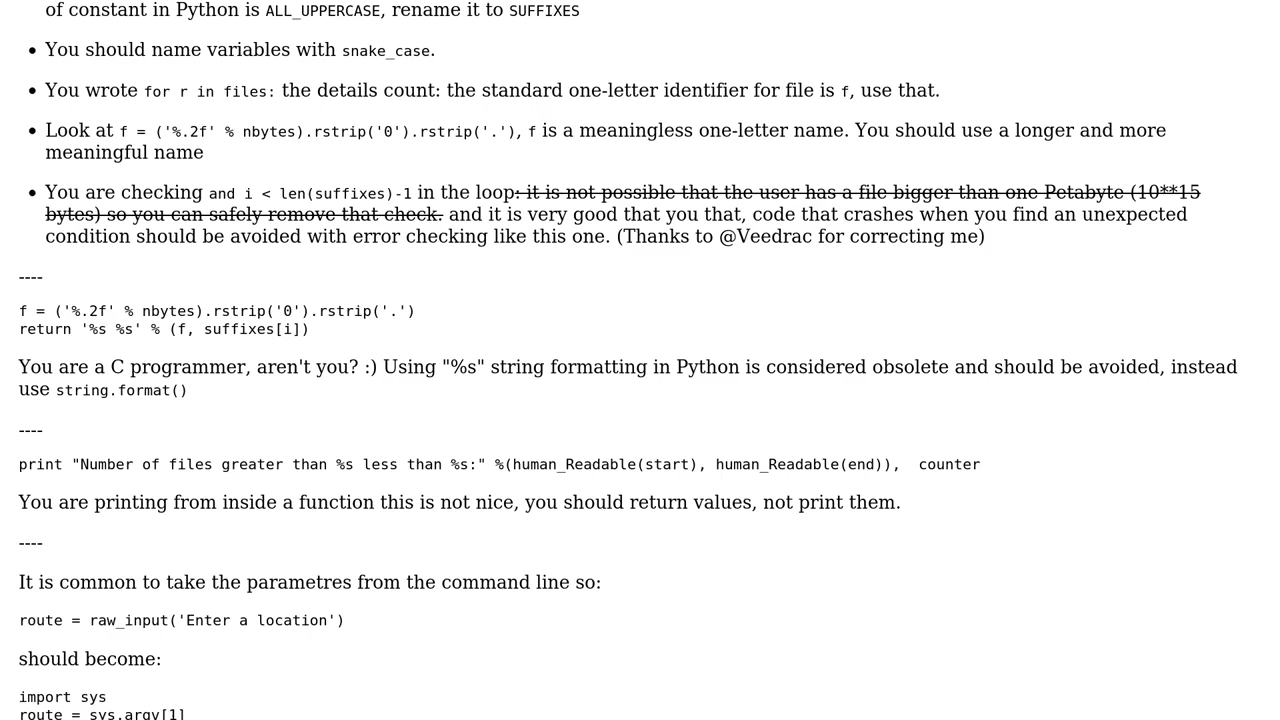 of constant in Python is ALL_UPPERCASE, rename it to SUFFIXES
• You should name variables with snake_case.
• You wrote for r in files: the details count: the standard one-letter identifier for file is f, use that.
• Look at f = ('%.2f' % nbytes).rstrip('0').rstrip('.'), f is a meaningless one-letter name. You should use a longer and more
meaningful name
• You are checking and i < len(suffixes)-1 in the loop: it is not possible that the user has a file bigger than one Petabyte (10**15
bytes) so you can safely remove that check. and it is very good that you that, code that crashes when you find an unexpected
condition should be avoided with error checking like this one. (Thanks to @Veedrac for correcting me)
----
f = ('%.2f' % nbytes).rstrip('0').rstrip('.')
return '%s %s' % (f, suffixes[i])
You are a C programmer, aren't you? :) Using "%s" string formatting in Python is considered obsolete and should be avoided, instead
use string.format()
----
print "Number of files greater than %s less than %s:" %(human_Readable(start), human_Readable(end)),  counter
You are printing from inside a function this is not nice, you should return values, not print them.
----
It is common to take the parametres from the command line so:
route = raw_input('Enter a location')
should become:
import sys
route = sys.argv[1]